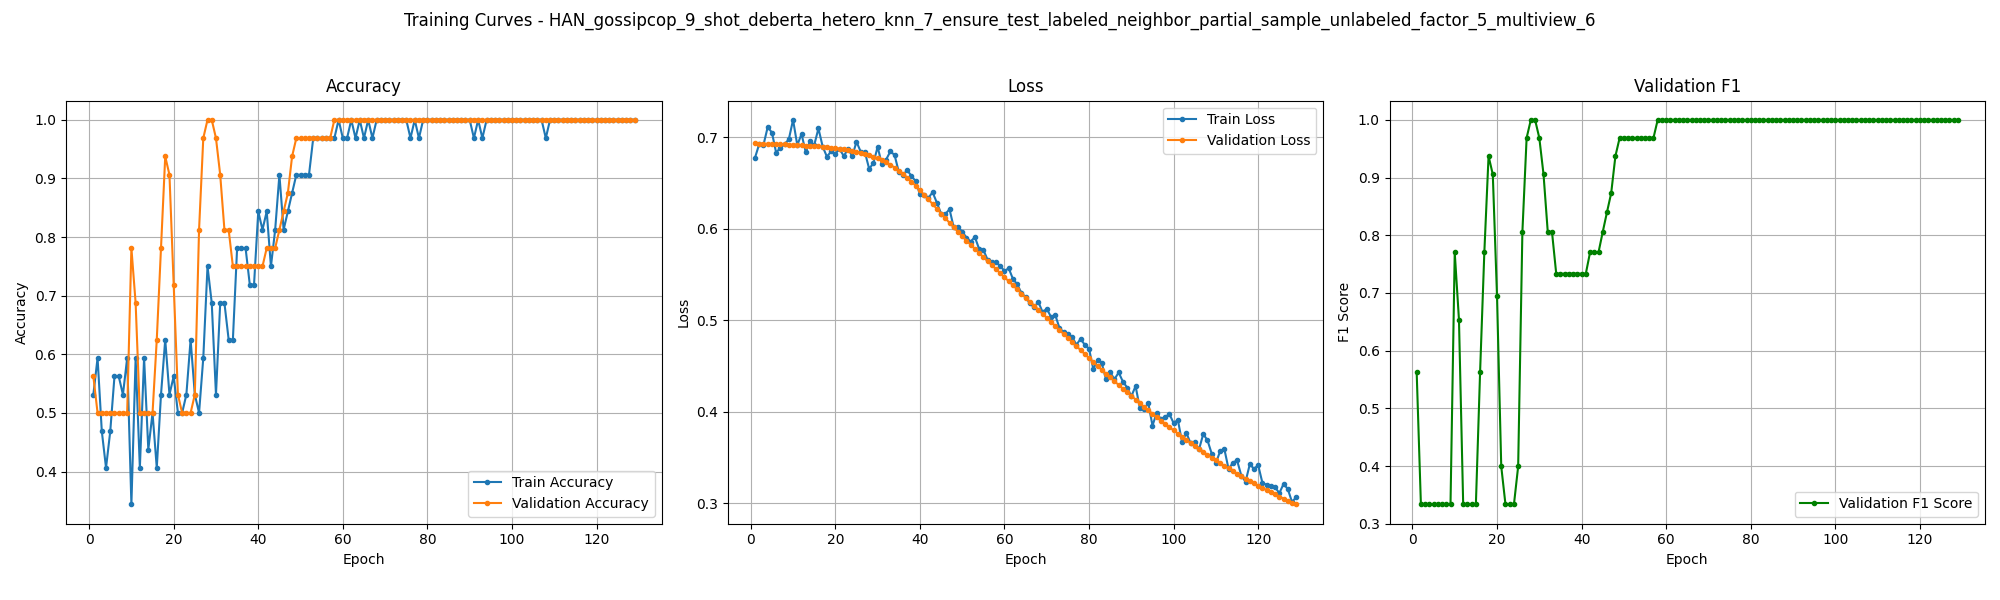 Training Curves - HAN_gossipcop_9_shot_deberta_hetero_knn_7_ensure_test_labeled_neighbor_partial_sample_unlabeled_factor_5_multiview_6
Accuracy
1.0
0.9
0.8
0.7
0.6
0.5
0.4
Accuracy
0 20 40 60 80 100 120
Epoch
Train Accuracy
Validation Accuracy
Loss
0.7
0.6
0.5
0.4
0.3
Loss
0 20 40 60 80 100 120
Epoch
Train Loss
Validation Loss
Validation F1
1.0
0.9
0.8
0.7
0.6
0.5
0.4
0.3
F1 Score
0 20 40 60 80 100 120
Epoch
Validation F1 Score